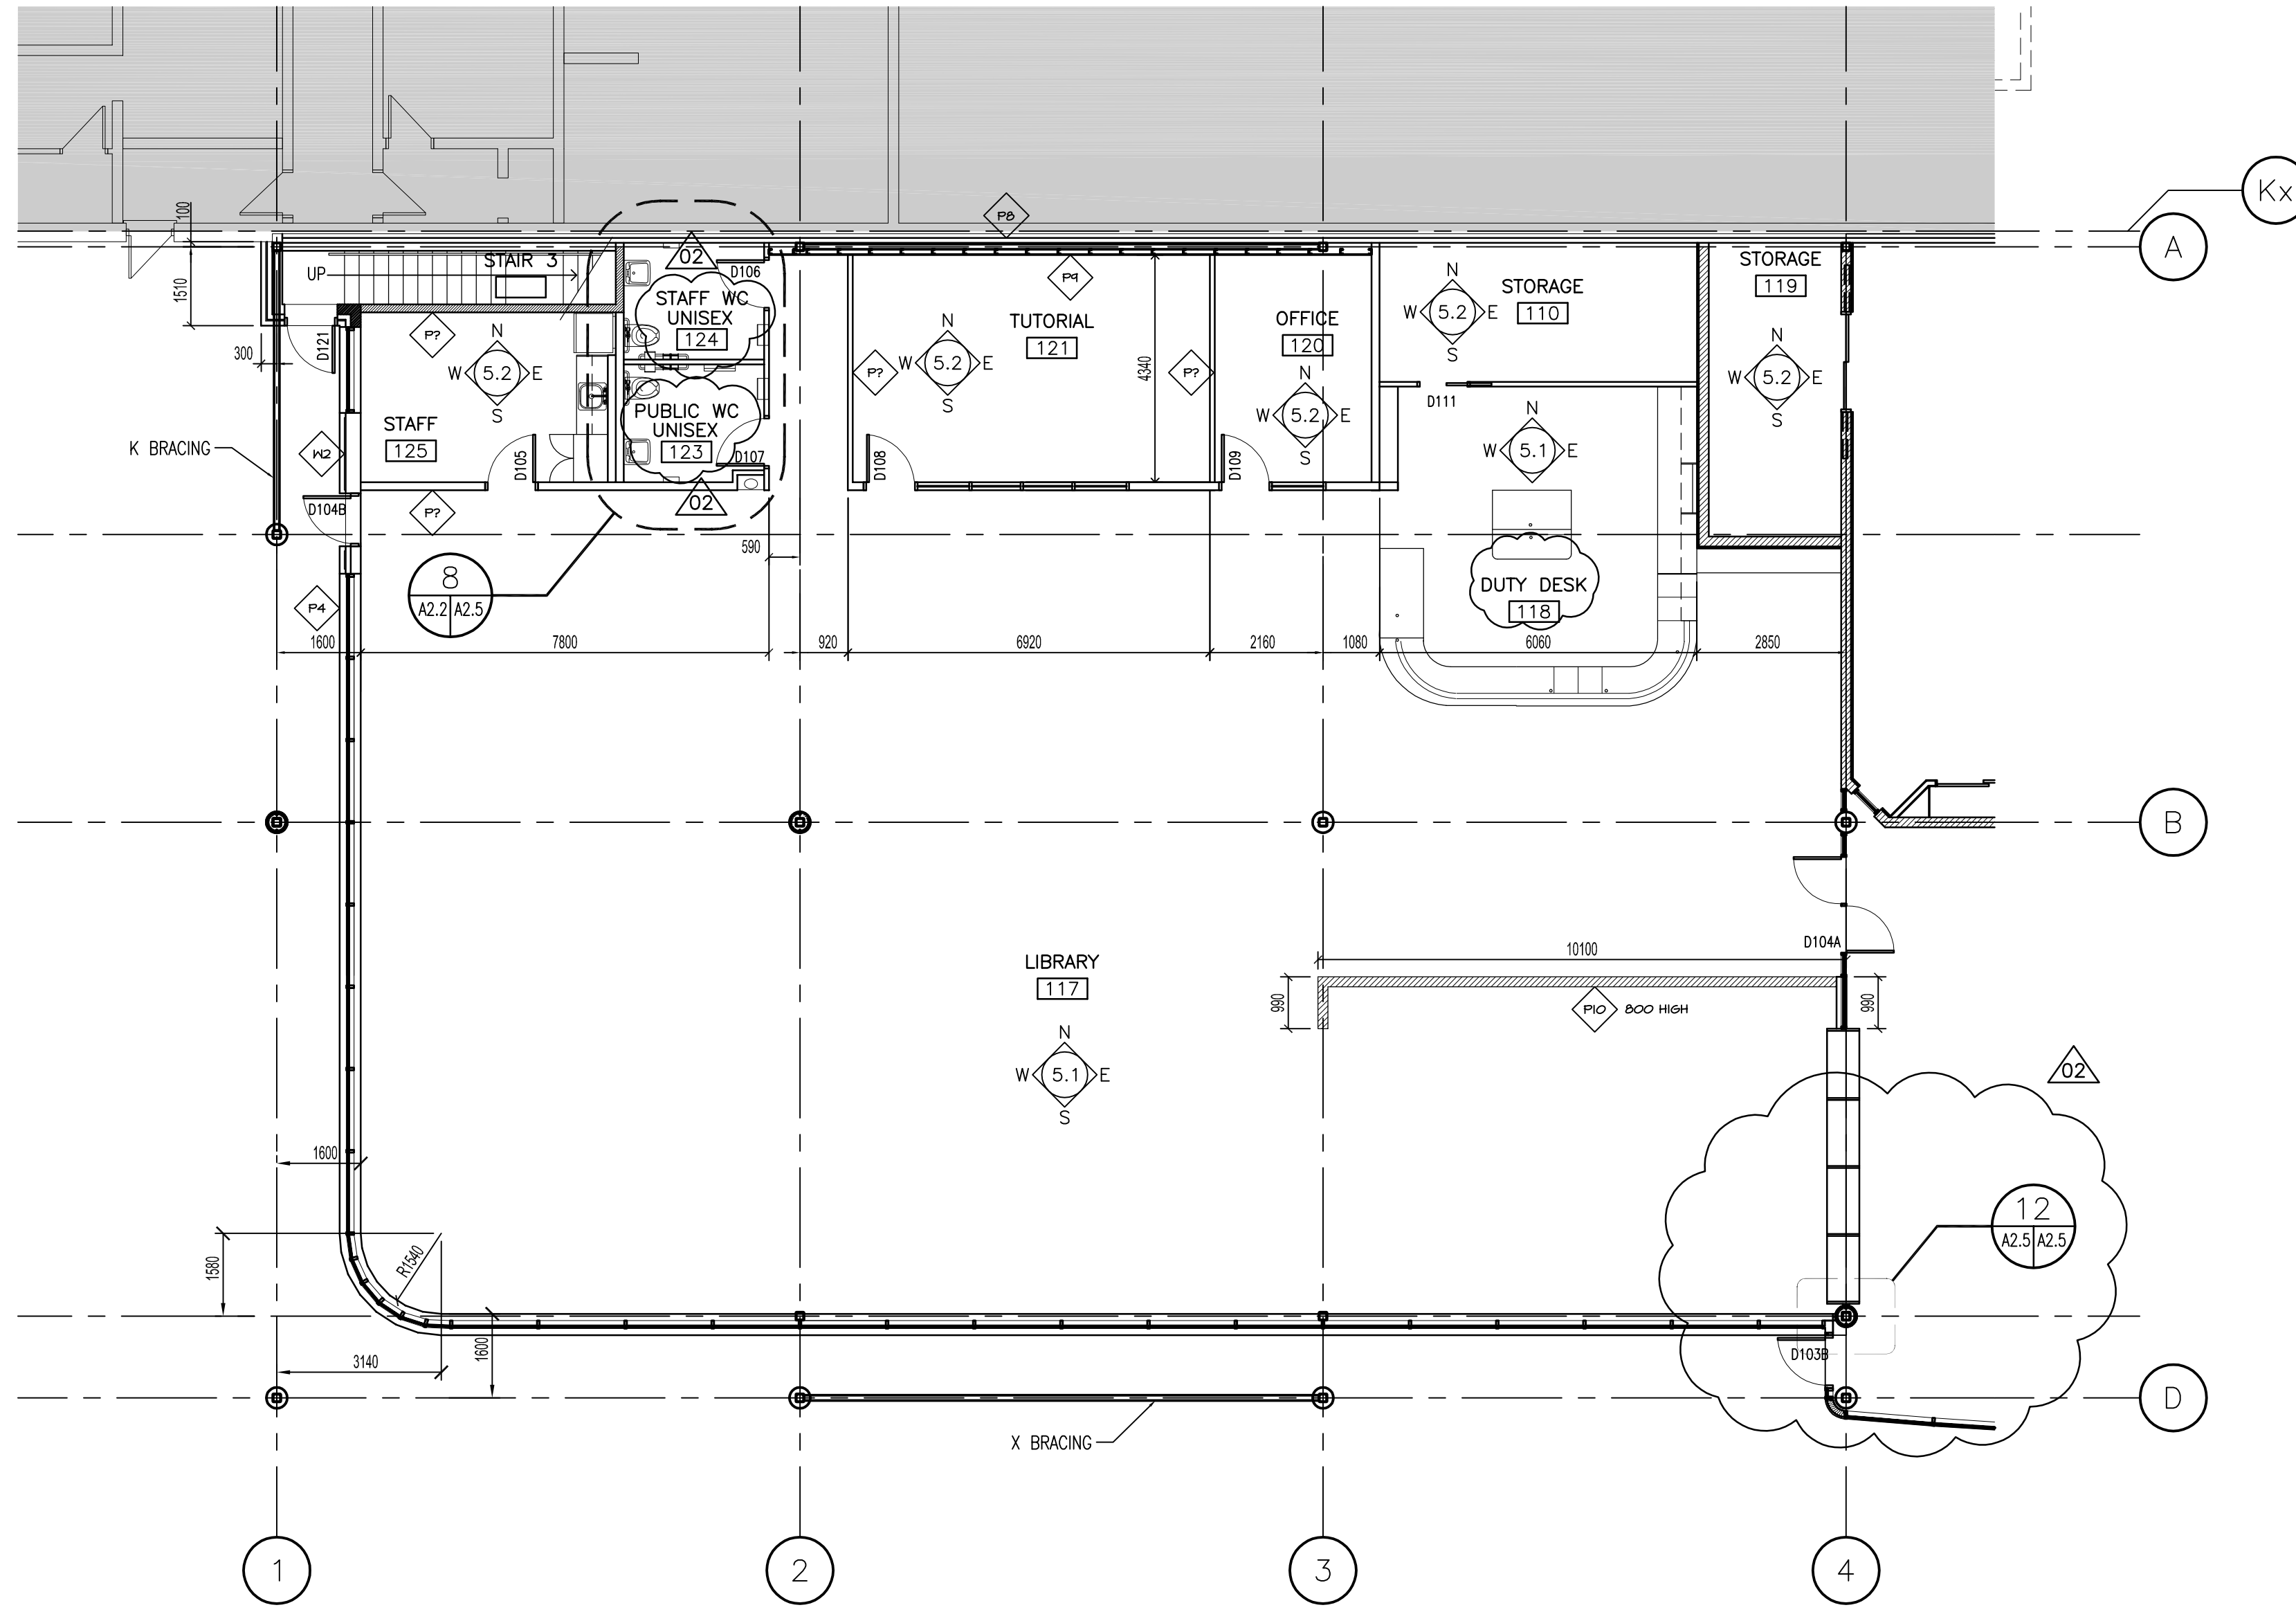 Kx
A
100
1510
300
UP
STAIR 3
02
P8
D106
STAFF WC
UNISEX
124
P9
TUTORIAL
121
N
W 5.2 E
S
P?
P?
4340
OFFICE
120
N
W 5.2 E
S
N
W 5.2 E
S
STORAGE
110
STORAGE
119
N
W 5.2 E
S
D121
P?
N
W 5.2 E
S
STAFF
125
PUBLIC WC
UNISEX
123
D107
02
K BRACING
W2
D104B
P?
D105
D108
D109
D111
N
W 5.1 E
S
590
8
A2.2 A2.5
P4
DUTY DESK
118
1600
7800
920
6920
2160
1080
6060
2850
B
D104A
10100
LIBRARY
117
990
990
P10 800 HIGH
N
W 5.1 E
S
02
1600
12
A2.5 A2.5
1580
R1540
1600
3140
D103B
D
X BRACING
1
2
3
4